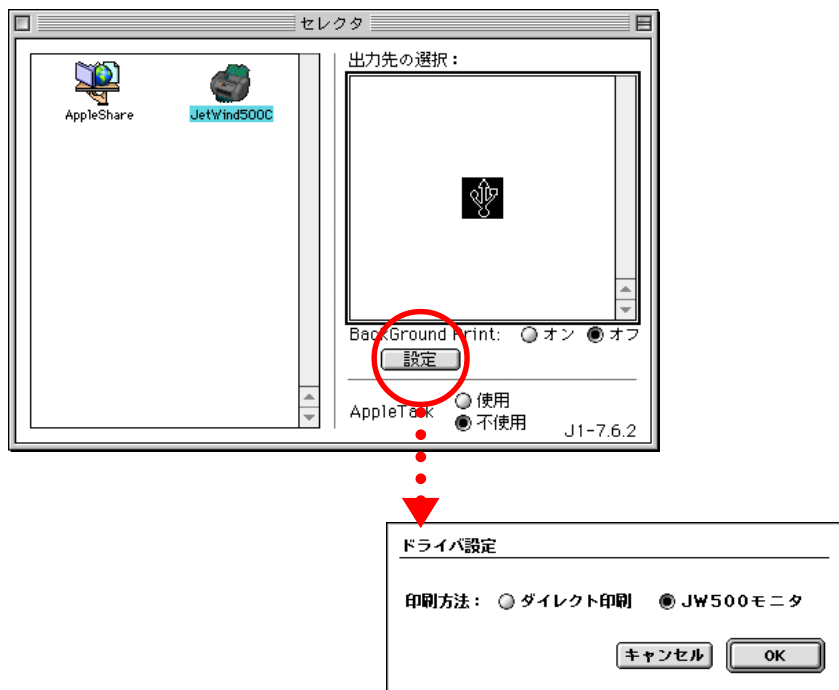 セレクタ
AppleShare
JetWind500C
出力先の選択：
BackGround Print: オン オフ
設定
AppleTalk
使用
不使用
J1-7.6.2
ドライバ設定
印刷方法： ダイレクト印刷 JW500モニタ
キャンセル OK